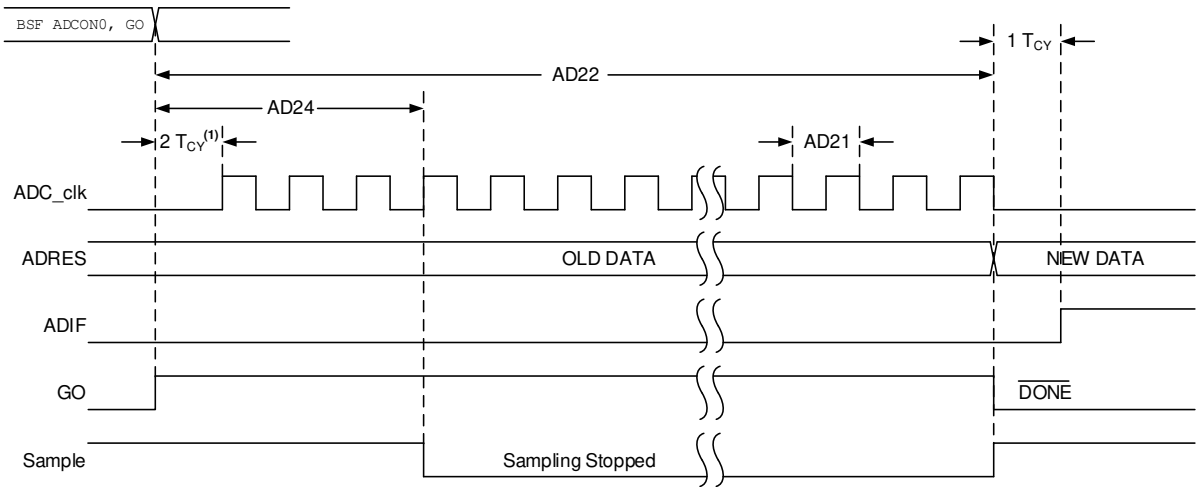 BSF ADCON0, GO
1 TCY
AD22
AD24
2 TCY(1)
AD21
ADC_clk
ADRES
OLD DATA
NEW DATA
ADIF
GO
DONE
Sample
Sampling Stopped